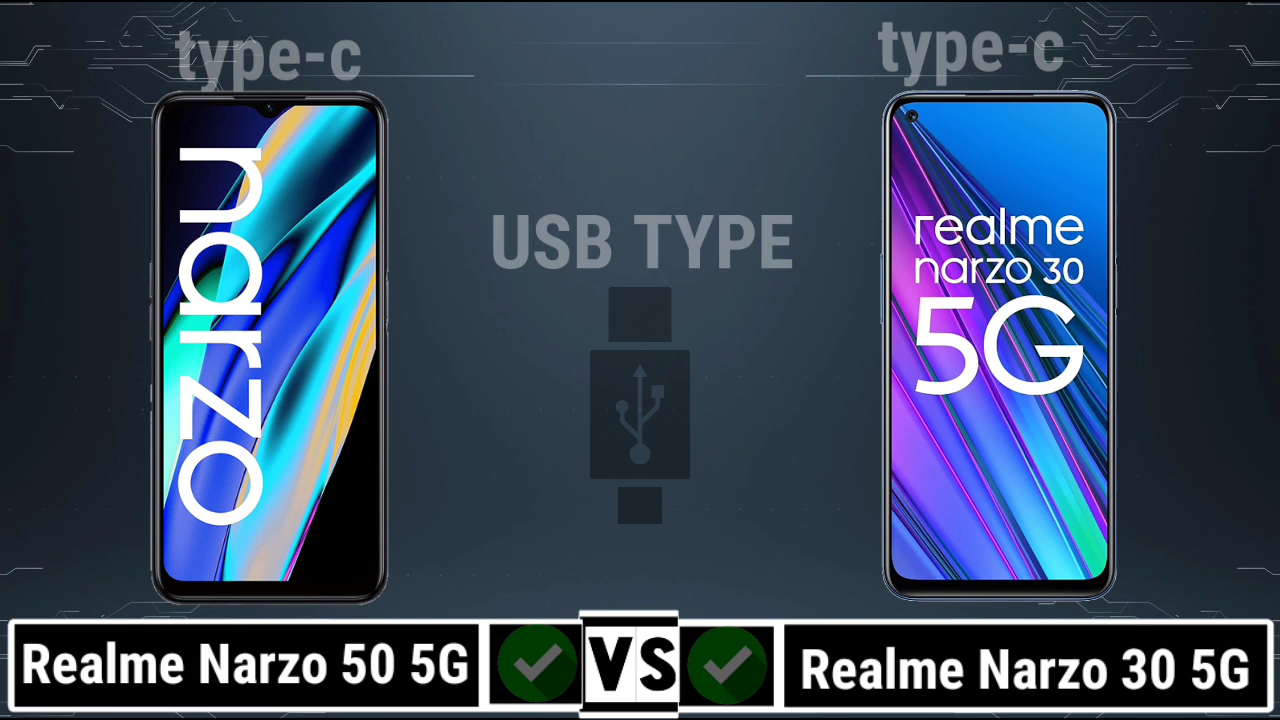 type-c
type-c
USB TYPE
narzo
realme
narzo 30
5G
Realme Narzo 50 5G
VS
Realme Narzo 30 5G